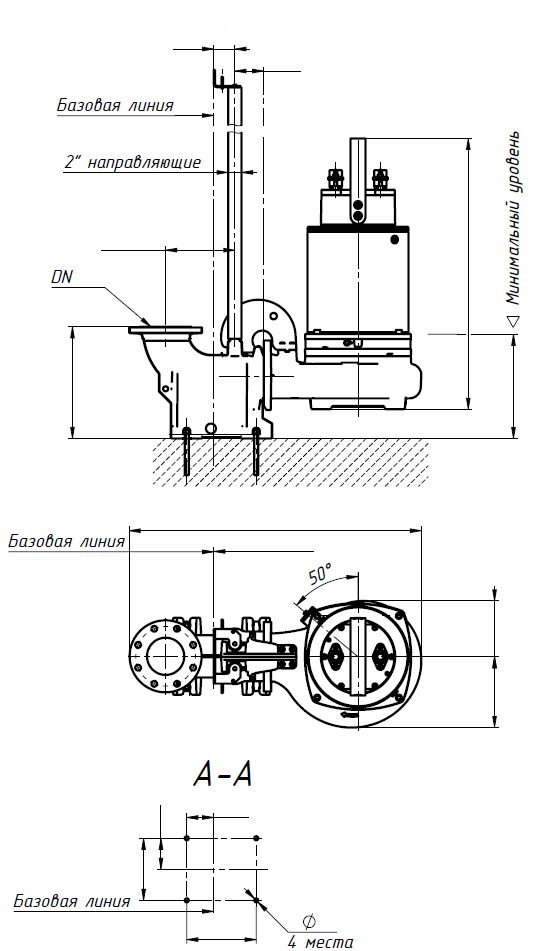 Базовая линия
2" направляющие
DN
Минимальный уровень
Базовая линия
50°
А-А
Базовая линия
Ø
4 места